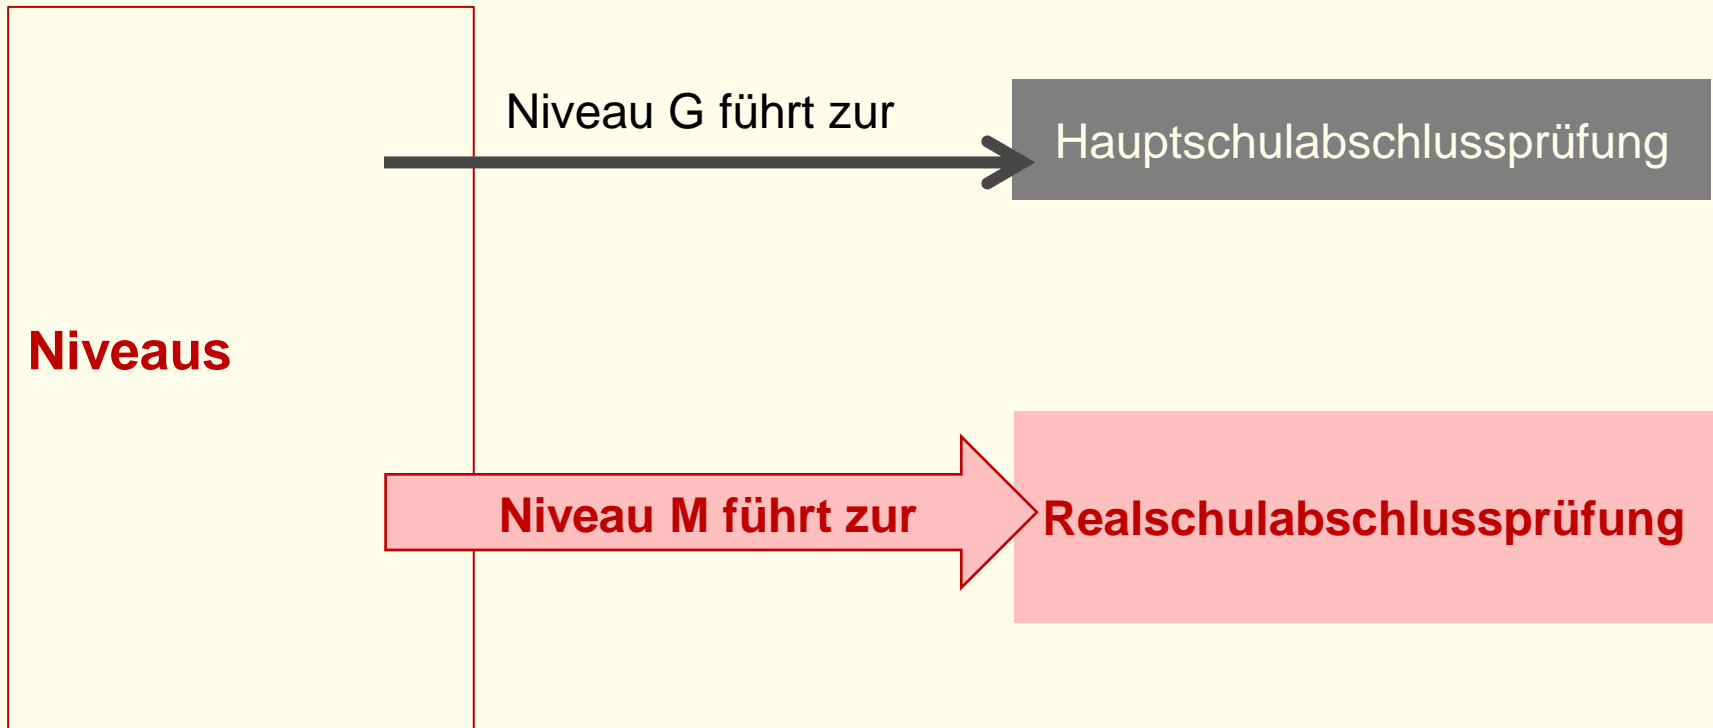 Niveau G führt zur
Hauptschulabschlussprüfung
Niveaus
Niveau M führt zur
Realschulabschlussprüfung